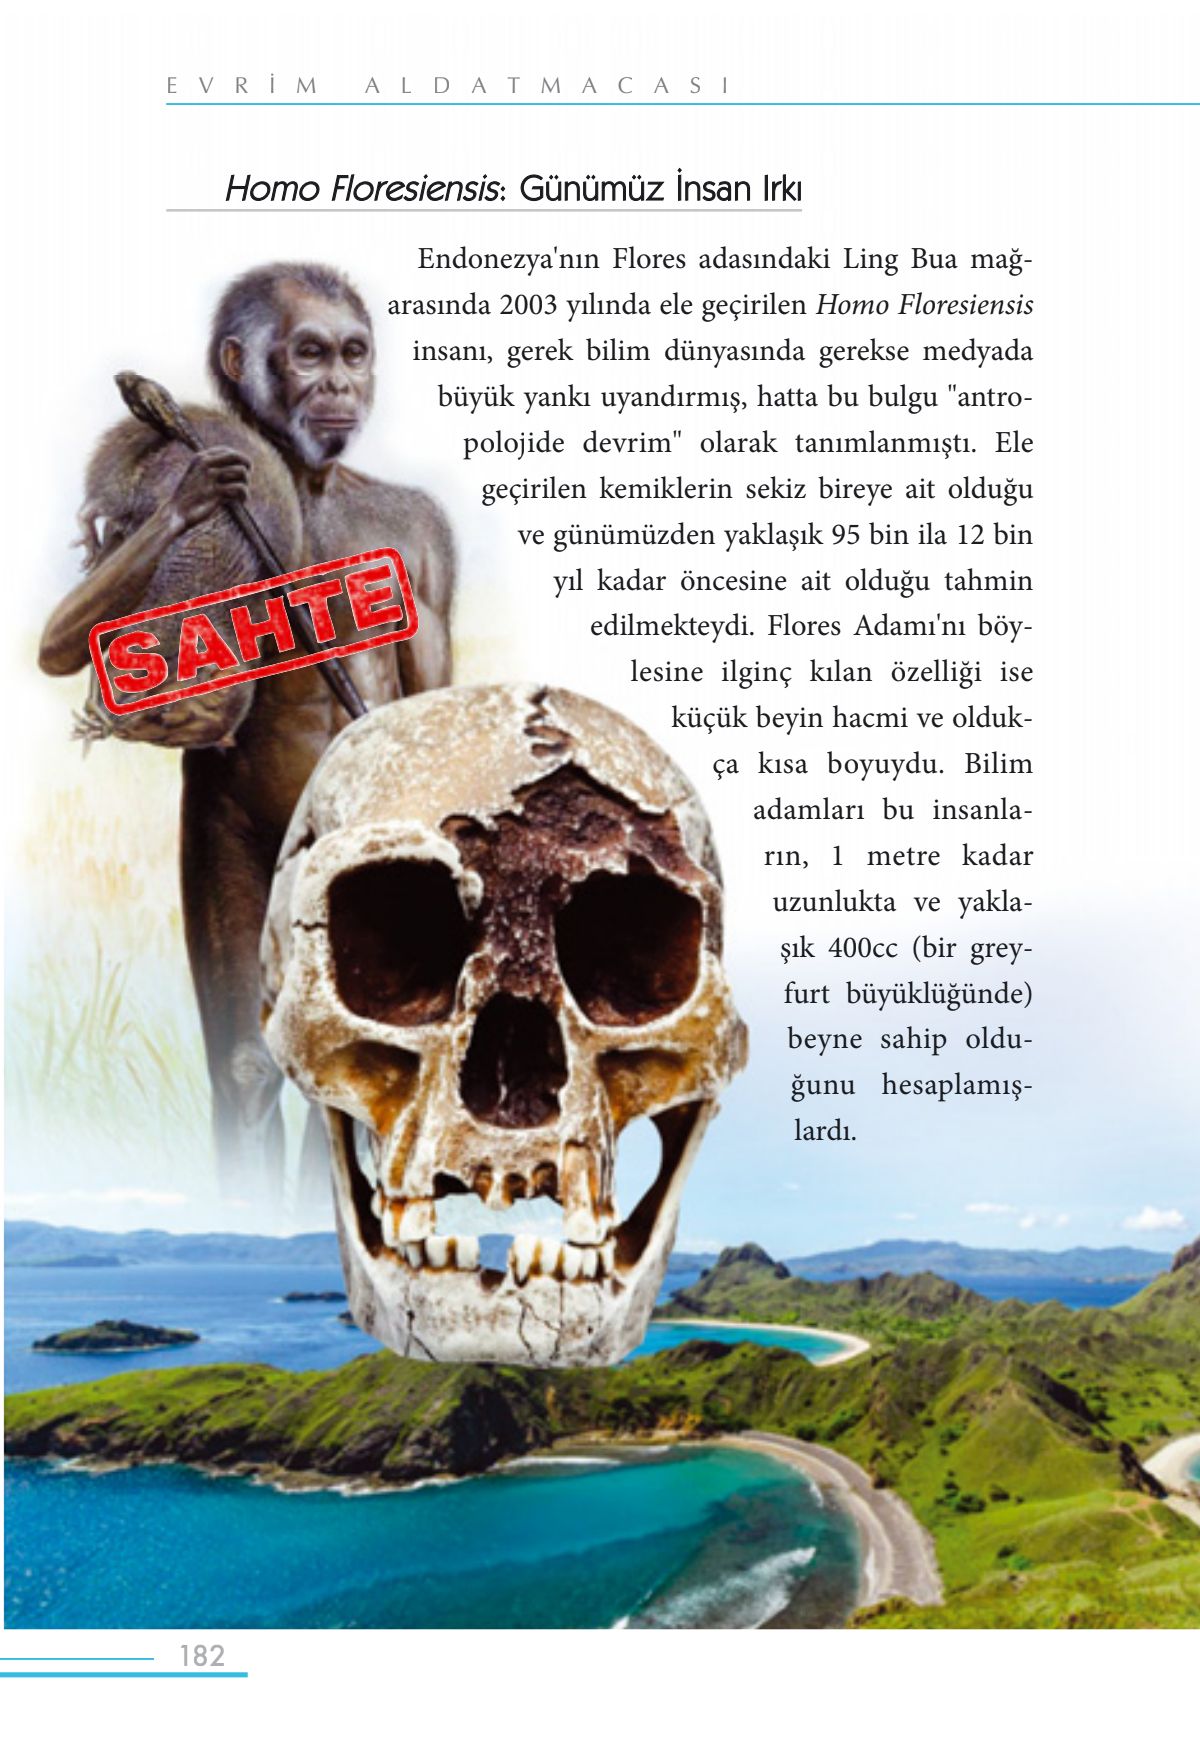 EVRİM ALDATMACASI
Homo Floresiensis: Günümüz İnsan Irkı
Endonezya'nın Flores adasındaki Ling Bua mağ-
arasında 2003 yılında ele geçirilen Homo Floresiensis
insanı, gerek bilim dünyasında gerekse medyada
büyük yankı uyandırmış, hatta bu bulgu "antro-
polojide devrim" olarak tanımlanmıştı. Ele
geçirilen kemiklerin sekiz bireye ait olduğu
ve günümüzden yaklaşık 95 bin ila 12 bin
yıl kadar öncesine ait olduğu tahmin
edilmekteydi. Flores Adamı'nı böy-
lesine ilginç kılan özelliği ise
küçük beyin hacmi ve olduk-
ça kısa boyuydu. Bilim
adamları bu insanla-
rın, 1 metre kadar
uzunlukta ve yakla-
şık 400cc (bir grey-
furt büyüklüğünde)
beyne sahip oldu-
ğunu hesaplamış-
lardı.
SAHTE
182